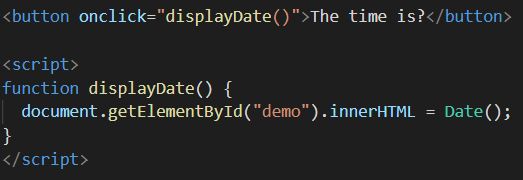 <button onclick="displayDate()">The time is?</button>
<script>
function displayDate() {
  document.getElementById("demo").innerHTML = Date();
}
</script>